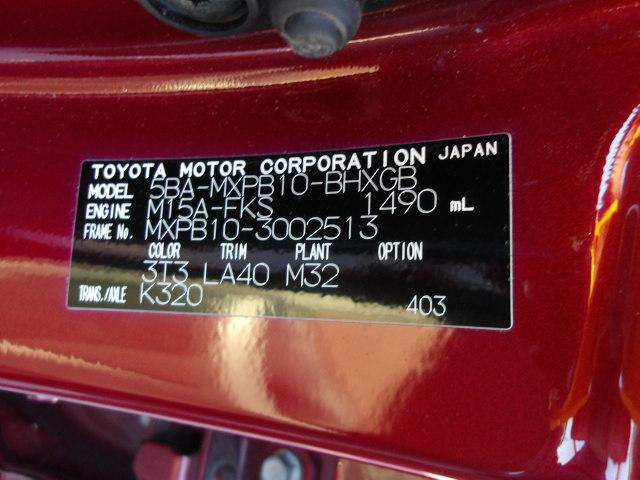 TOYOTA MOTOR CORPORATION JAPAN
MODEL 5BA-MXPB10-BHXGB
ENGINE MT5A-FKS 1490 mL
FRAME No. MXPB10-3002513
COLOR TRIM PLANT OPTION
3T3 LA40 M32
TRANS./AXLE K320 403